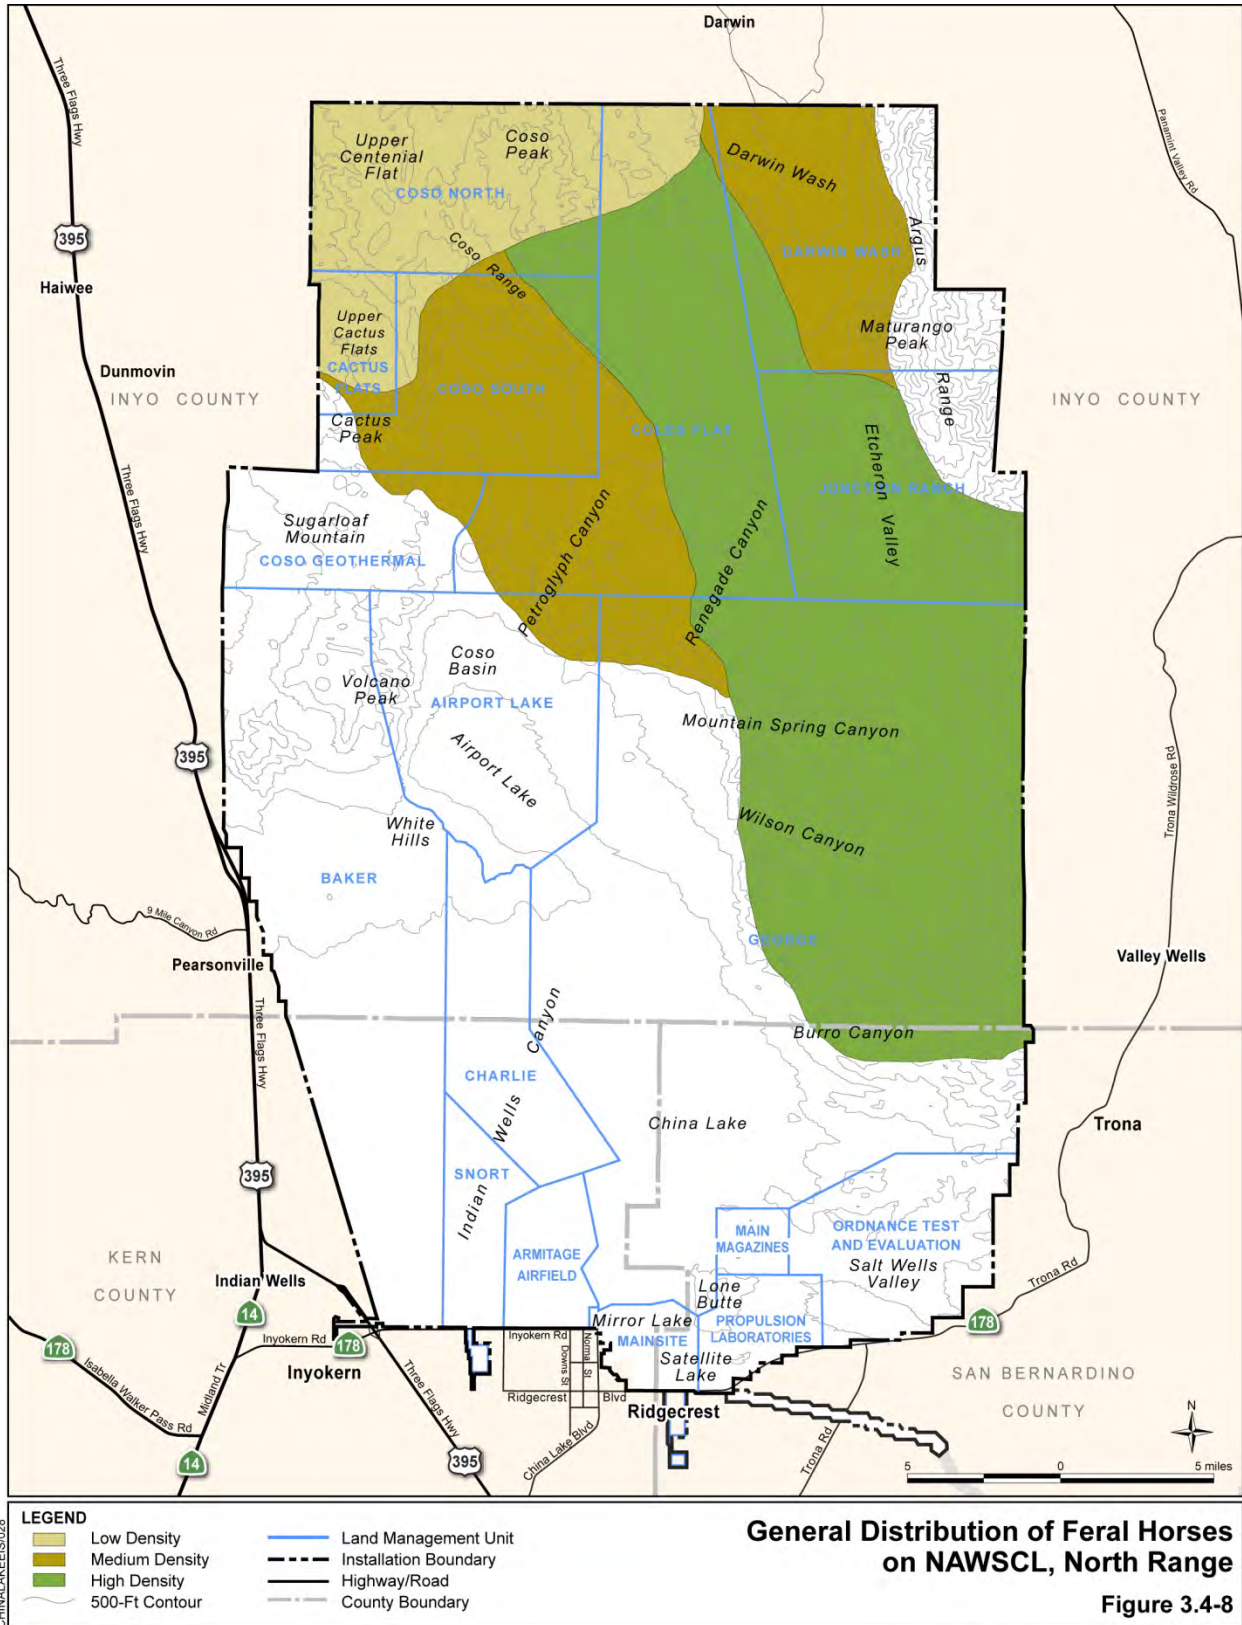 Darwin
Three Flags Hwy
Panamint Valley Rd
Upper
Centenial
Flat
Coso
Peak
COSO NORTH
Darwin Wash
DARWIN WASH
Argus
Range
395
Haiwee
Coso Range
Upper
Cactus
Flats
CACTUS
FLATS
Maturango
Peak
Dunmovin
INYO COUNTY
INYO COUNTY
COSO SOUTH
Cactus
Peak
COLES FLAT
Etcheron Valley
JUNCTION RANCH
Three Flags Hwy
Sugarloaf
Mountain
COSO GEOTHERMAL
Petroglyph Canyon
Renegade Canyon
Coso
Basin
Volcano
Peak
AIRPORT LAKE
Airport Lake
Mountain Spring Canyon
395
Trona Wildrose Rd
White
Hills
Wilson Canyon
BAKER
9 Mile Canyon Rd
GEORGE
Pearsonville
Valley Wells
Three Flags Hwy
Burro Canyon
CHARLIE
Indian Wells Canyon
China Lake
Trona
SNORT
395
MAIN
MAGAZINES
ORDNANCE TEST
AND EVALUATION
Salt Wells
Valley
ARMITAGE
AIRFIELD
KERN
COUNTY
Indian Wells
Lone
Butte
Trona Rd
14
178
Mirror Lake
MAINSITE
PROPULSION
LABORATORIES
178
Inyokern Rd
178
Inyokern Rd
Downs St
Normal St
Satellite
Lake
Inyokern
Isabella Walker Pass Rd
Midland Tr
Three Flags Hwy
Ridgecrest Blvd
Ridgecrest
SAN BERNARDINO
COUNTY
China Lake Blvd
Trona Rd
14
395
N
5 0 5 miles
LEGEND
Low Density
Medium Density
High Density
500-Ft Contour
Land Management Unit
Installation Boundary
Highway/Road
County Boundary
General Distribution of Feral Horses
on NAWSCL, North Range
Figure 3.4-8